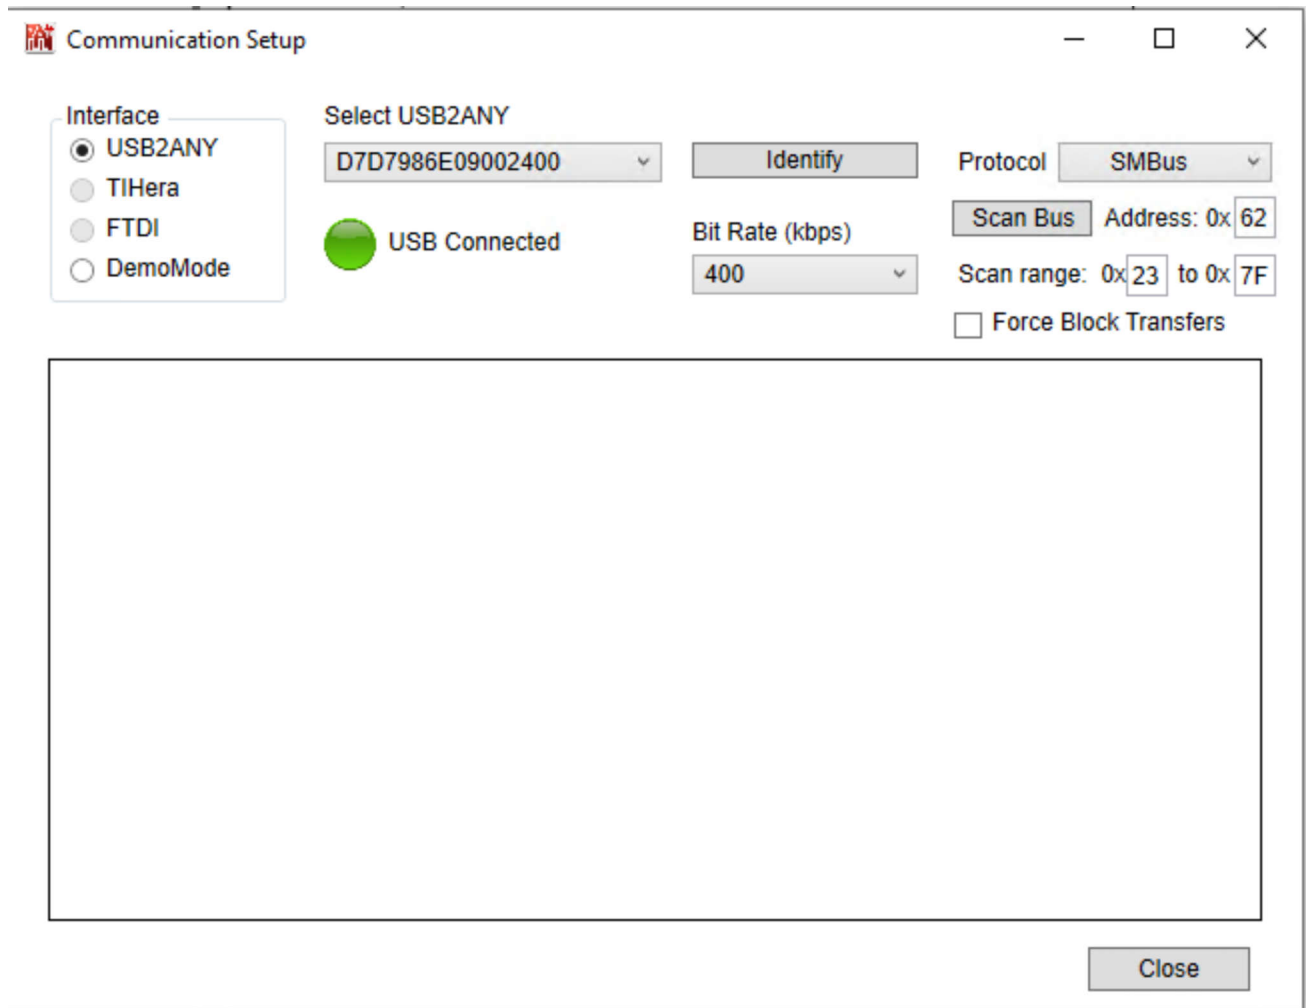 Communication Setup
Interface
USB2ANY
TIHera
FTDI
DemoMode
Select USB2ANY
D7D7986E09002400
USB Connected
Identify
Bit Rate (kbps)
400
Protocol SMBus
Scan Bus Address: 0x 62
Scan range: 0x 23 to 0x 7F
Force Block Transfers
Close